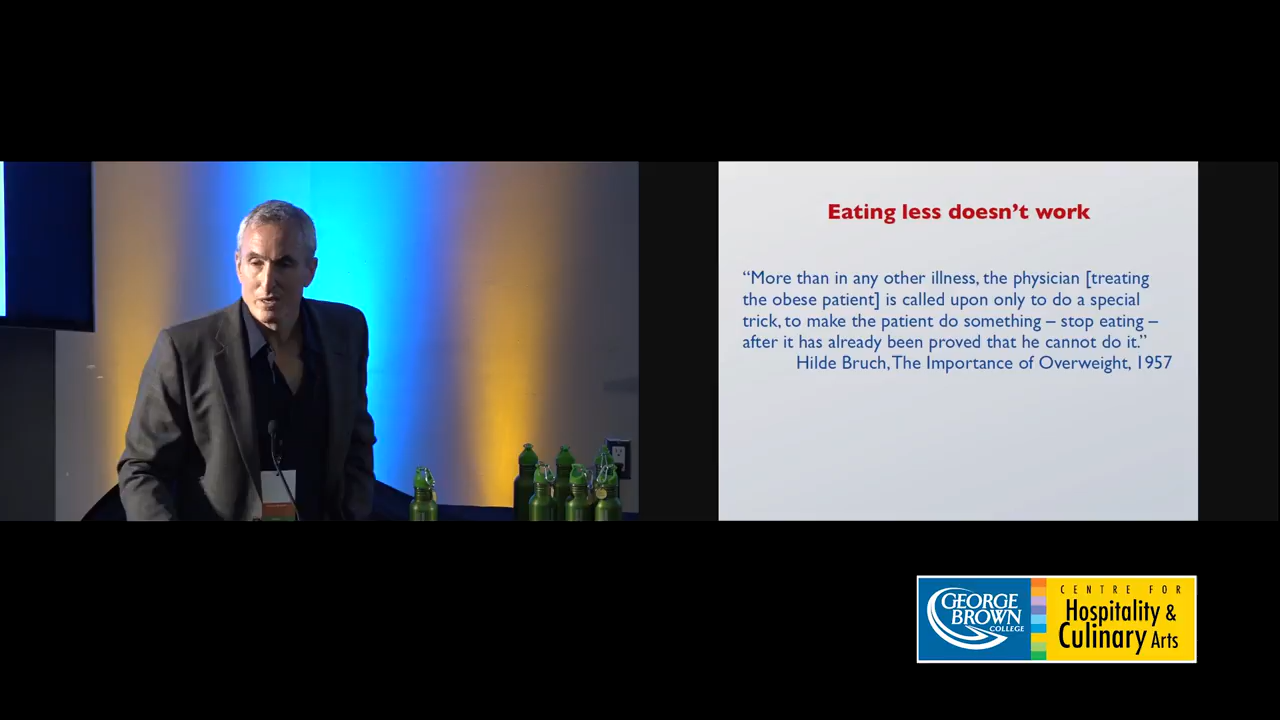 Eating less doesn’t work
“More than in any other illness, the physician [treating
the obese patient] is called upon only to do a special
trick, to make the patient do something – stop eating –
after it has already been proved that he cannot do it.”
Hilde Bruch, The Importance of Overweight, 1957
GEORGE
BROWN
COLLEGE
CENTRE FOR
Hospitality &
Culinary Arts